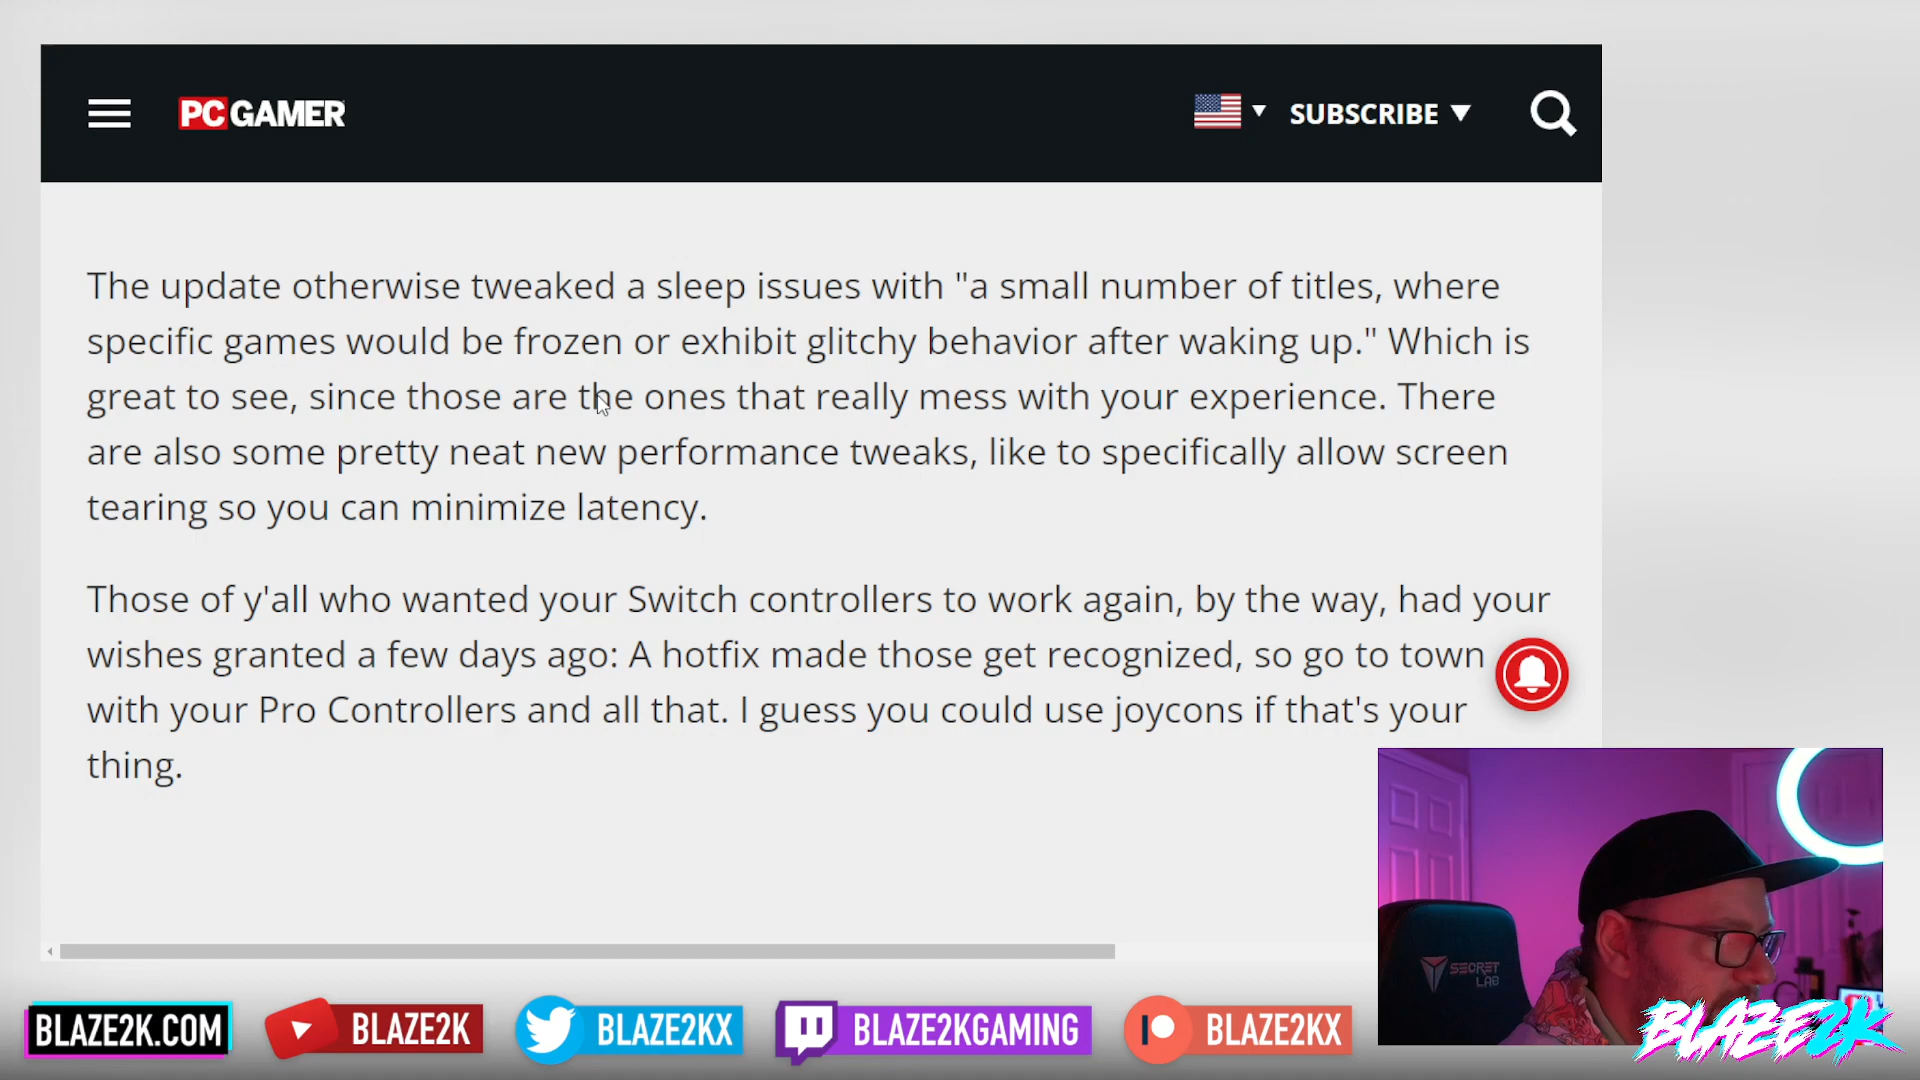 PC GAMER
SUBSCRIBE
The update otherwise tweaked a sleep issues with "a small number of titles, where
specific games would be frozen or exhibit glitchy behavior after waking up." Which is
great to see, since those are the ones that really mess with your experience. There
are also some pretty neat new performance tweaks, like to specifically allow screen
tearing so you can minimize latency.
Those of y'all who wanted your Switch controllers to work again, by the way, had your
wishes granted a few days ago: A hotfix made those get recognized, so go to town
with your Pro Controllers and all that. I guess you could use joycons if that's your
thing.
SECRET
LAB
BLAZE2K.COM
BLAZE2K
BLAZE2KX
BLAZE2KGAMING
BLAZE2KX
BLAZE2K